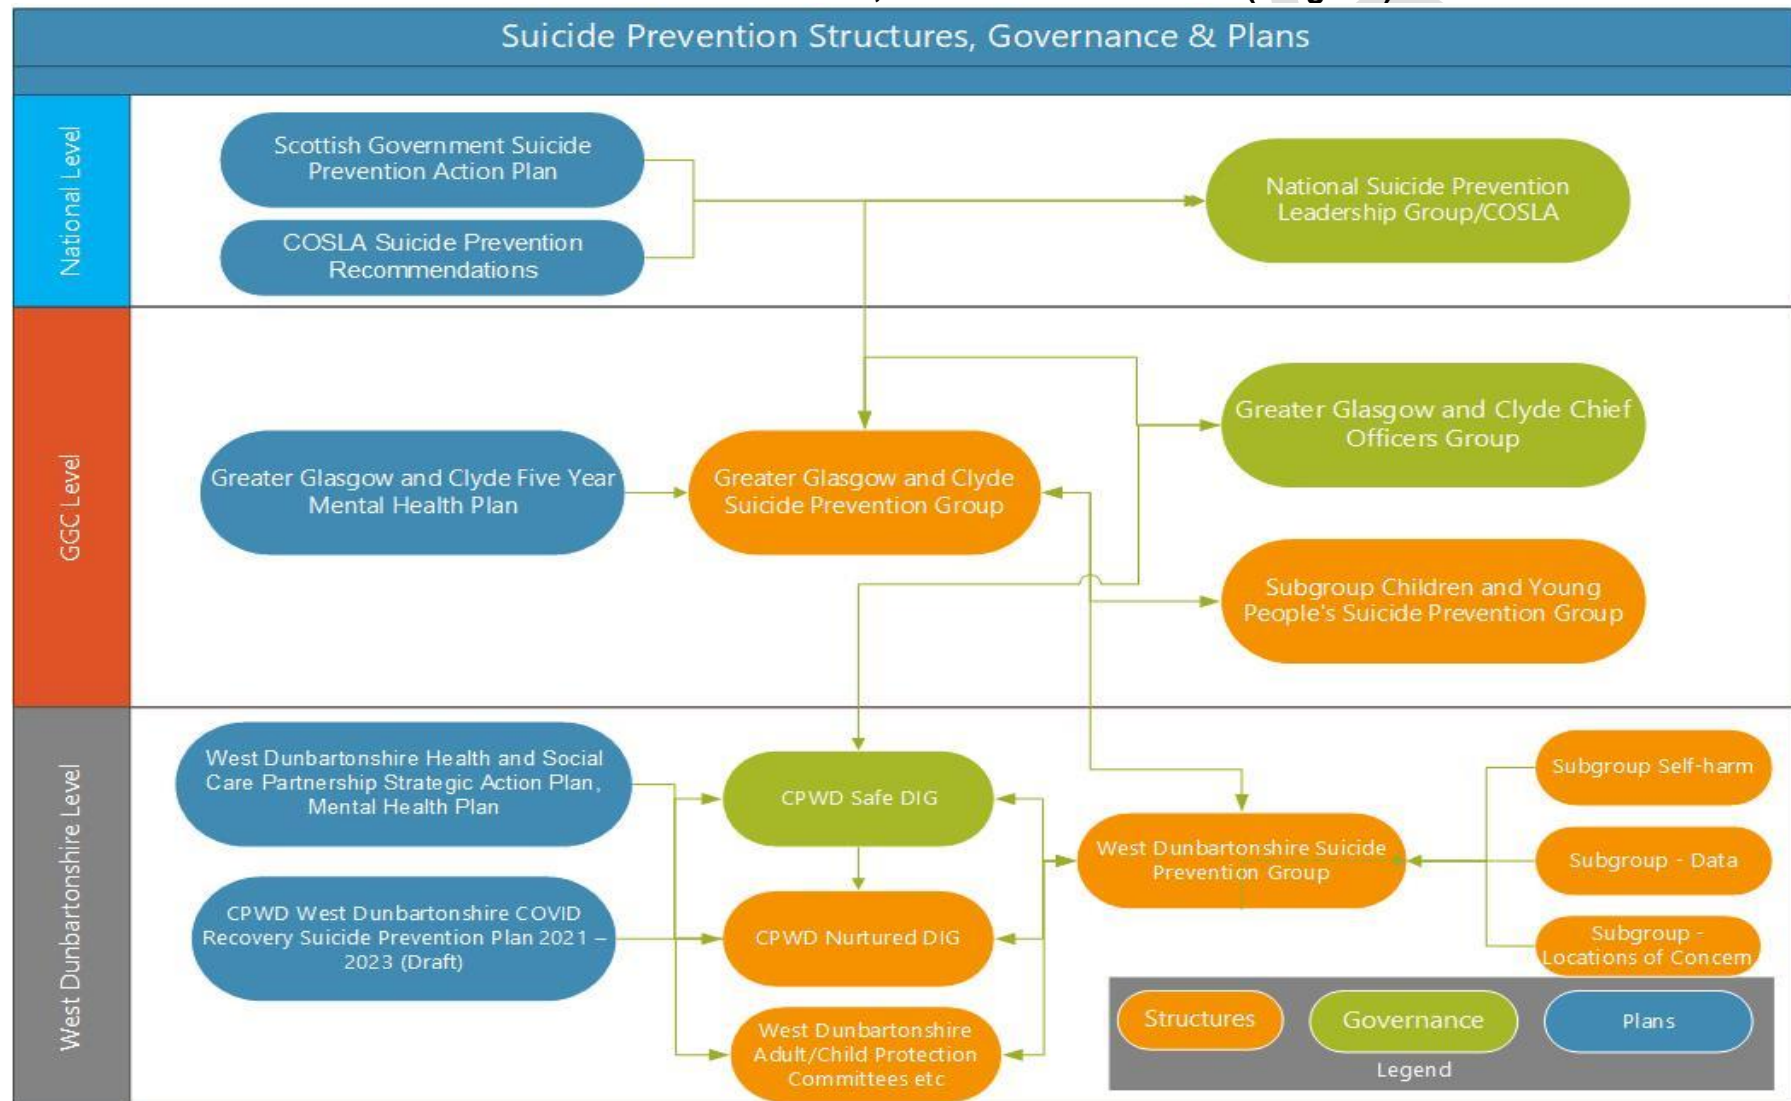 Suicide Prevention Structures, Governance & Plans
National Level
Scottish Government Suicide
Prevention Action Plan
COSLA Suicide Prevention
Recommendations
National Suicide Prevention
Leadership Group/COSLA
GGC Level
Greater Glasgow and Clyde Five Year
Mental Health Plan
Greater Glasgow and Clyde
Suicide Prevention Group
Greater Glasgow and Clyde Chief
Officers Group
Subgroup Children and Young
People's Suicide Prevention Group
West Dunbartonshire Level
West Dunbartonshire Health and Social
Care Partnership Strategic Action Plan,
Mental Health Plan
CPWD West Dunbartonshire COVID
Recovery Suicide Prevention Plan 2021 –
2023 (Draft)
CPWD Safe DIG
CPWD Nurtured DIG
West Dunbartonshire
Adult/Child Protection
Committees etc
West Dunbartonshire Suicide
Prevention Group
Subgroup Self-harm
Subgroup - Data
Subgroup -
Locations of Concern
Structures
Governance
Plans
Legend